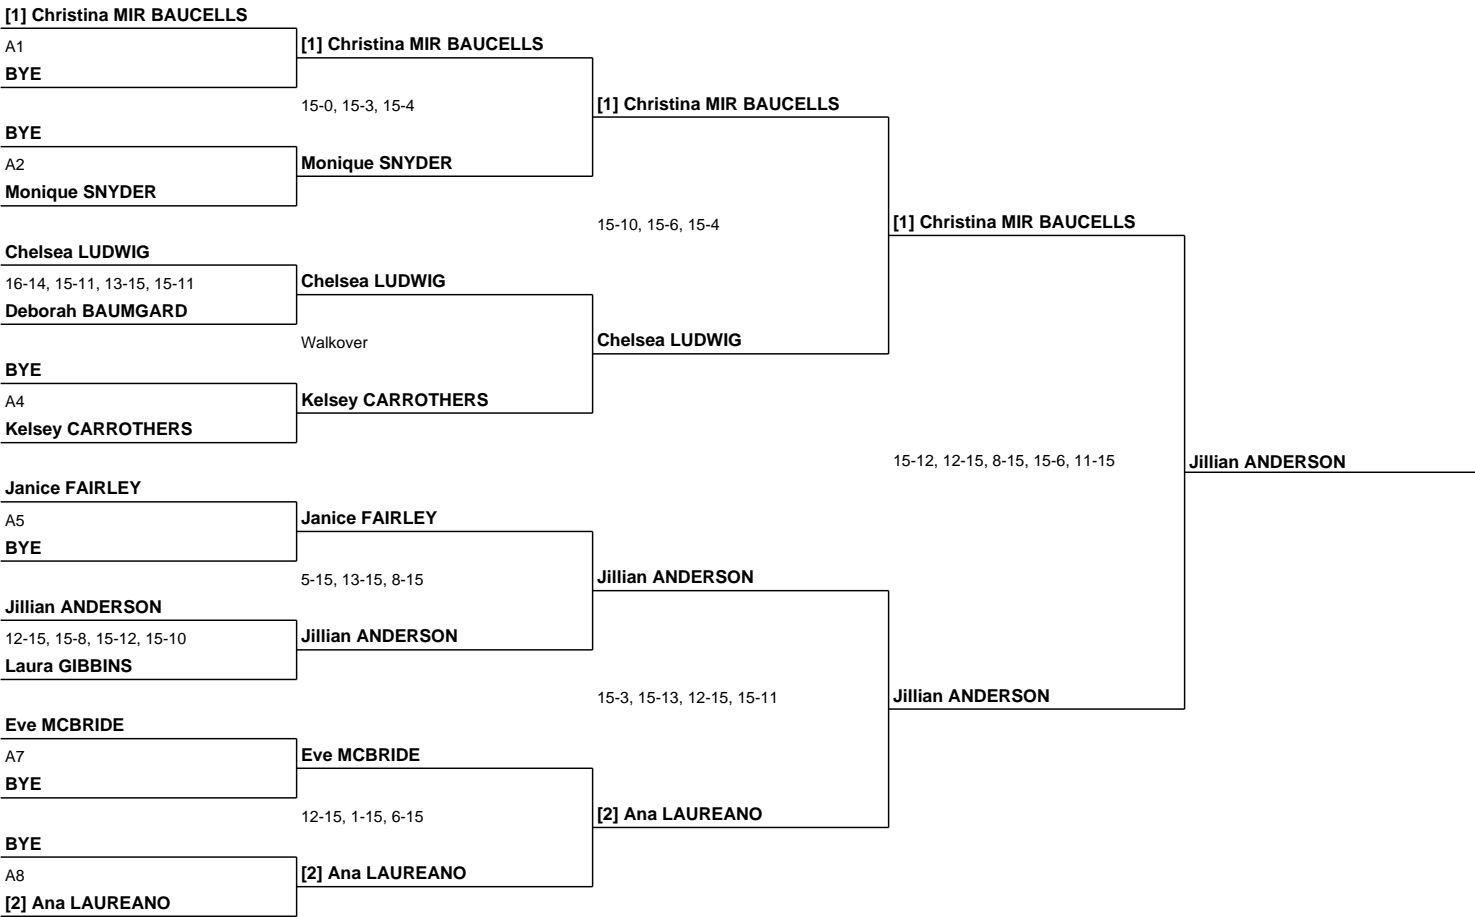 [1] Christina MIR BAUCELLS
A1
BYE
BYE
A2
Monique SNYDER
Chelsea LUDWIG
16-14, 15-11, 13-15, 15-11
Deborah BAUMGARD
BYE
A4
Kelsey CARROTHERS
Janice FAIRLEY
A5
BYE
Jillian ANDERSON
12-15, 15-8, 15-12, 15-10
Laura GIBBINS
Eve MCBRIDE
A7
BYE
BYE
A8
[2] Ana LAUREANO
[1] Christina MIR BAUCELLS
15-0, 15-3, 15-4
Monique SNYDER
Chelsea LUDWIG
Walkover
Kelsey CARROTHERS
Janice FAIRLEY
5-15, 13-15, 8-15
Jillian ANDERSON
Eve MCBRIDE
12-15, 1-15, 6-15
[2] Ana LAUREANO
[1] Christina MIR BAUCELLS
15-10, 15-6, 15-4
Chelsea LUDWIG
Jillian ANDERSON
15-3, 15-13, 12-15, 15-11
[2] Ana LAUREANO
[1] Christina MIR BAUCELLS
15-12, 12-15, 8-15, 15-6, 11-15
Jillian ANDERSON
Jillian ANDERSON